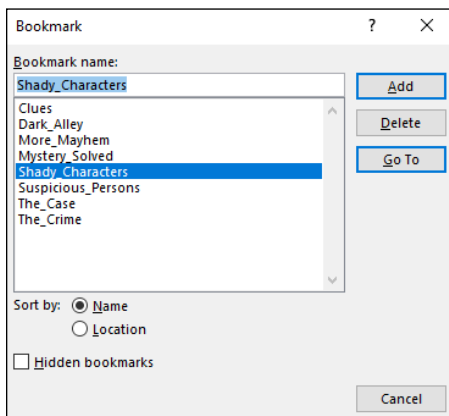 Bookmark
?
Bookmark name:
Shady_Characters
Add
Clues
Dark_Alley
More_Mayhem
Mystery_Solved
Shady_Characters
Suspicious_Persons
The_Case
The_Crime
Delete
Go To
Sort by: Name
Location
Hidden bookmarks
Cancel